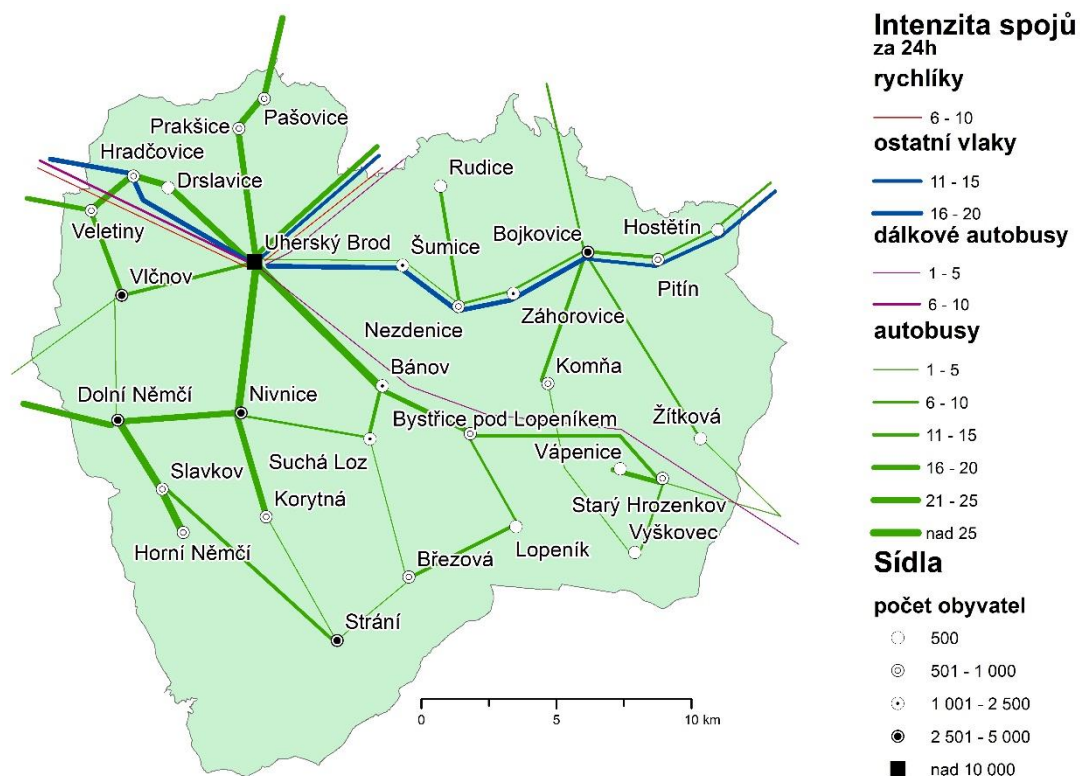 Pašovice
Prakšice
Hradčovice
Drslavice
Rudice
Veletiny
Uherský Brod
Šumice
Bojkovice
Hostětín
Vlčnov
Pitín
Nezdenice
Záhorovice
Bánov
Komňa
Dolní Němčí
Nivnice
Bystřice pod Lopeníkem
Žítková
Suchá Loz
Vápenice
Slavkov
Korytná
Starý Hrozenkov
Vyškovec
Horní Němčí
Březová
Lopeník
Strání
0
5
10 km
Intenzita spojů
za 24h
rychlíky
6 - 10
ostatní vlaky
11 - 15
16 - 20
dálkové autobusy
1 - 5
6 - 10
autobusy
1 - 5
6 - 10
11 - 15
16 - 20
21 - 25
nad 25
Sídla
počet obyvatel
500
501 - 1 000
1 001 - 2 500
2 501 - 5 000
nad 10 000